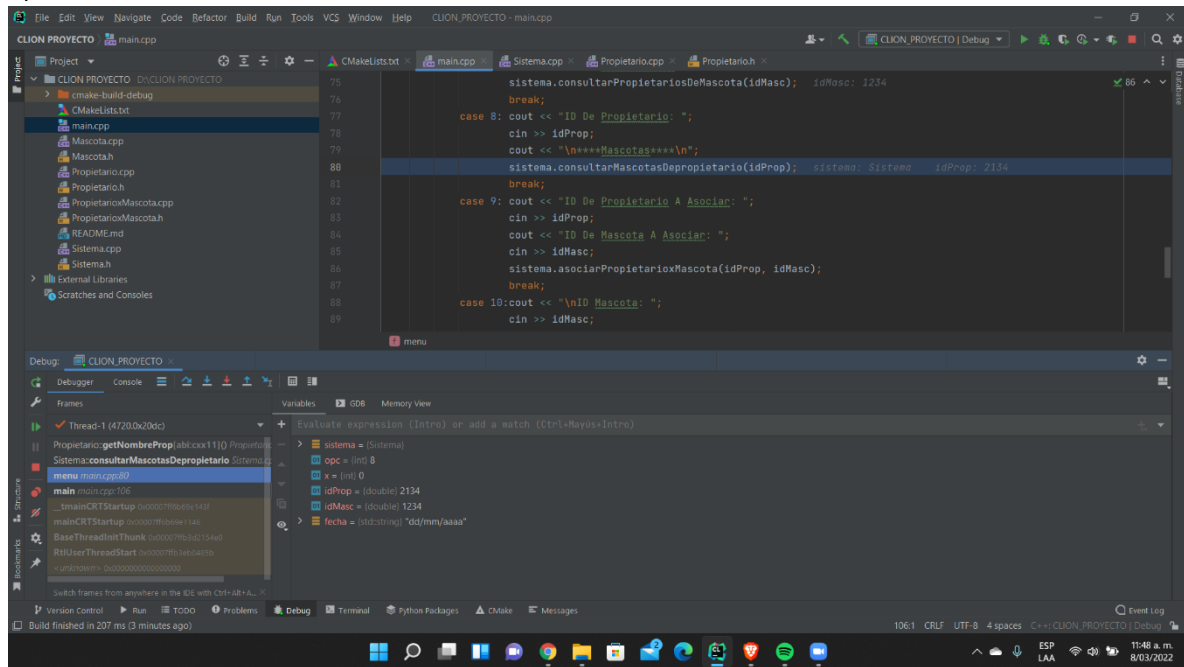 File Edit View Navigate Code Refactor Build Run Tools VCS Window Help CLION_PROYECTO - main.cpp
CLION PROYECTO main.cpp CLION_PROYECTO | Debug
Project CMakeLists.txt main.cpp Sistema.cpp Propietario.cpp Propietario.h
CLION PROYECTO D:\CLION PROYECTO
cmake-build-debug
CMakeLists.txt
main.cpp
Mascota.cpp
Mascota.h
Propietario.cpp
Propietario.h
PropietarioxMascota.cpp
PropietarioxMascota.h
README.md
Sistema.cpp
Sistema.h
External Libraries
Scratches and Consoles
75 sistema.consultarPropietariosDeMascota(idMasc); idMasc: 1234
76 break;
77 case 8: cout << "ID De Propietario: ";
78 cin >> idProp;
79 cout << "\n****Mascotas****\n";
80 sistema.consultarMascotasDepropietario(idProp); sistema: Sistema idProp: 2134
81 break;
82 case 9: cout << "ID De Propietario A Asociar: ";
83 cin >> idProp;
84 cout << "ID De Mascota A Asociar: ";
85 cin >> idMasc;
86 sistema.asociarPropietarioxMascota(idProp, idMasc);
87 break;
88 case 10:cout << "\nID Mascota: ";
89 cin >> idMasc;
86
menu
Project
Database
Structure
Bookmarks
Debug: CLION_PROYECTO
Debugger Console
Frames Variables GDB Memory View
Thread-1 (4720.0x20dc)
Evaluate expression (Intro) or add a watch (Ctrl+Mayús+Intro)
Propietario::getNombreProp[abi:cxx11]()
Sistema::consultarMascotasDepropietario
menu main.cpp:80
main main.cpp:106
__tmainCRTStartup
mainCRTStartup
BaseThreadInitThunk
RtlUserThreadStart
<unknown> 0x0000000000000000
Switch frames from anywhere in the IDE with Ctrl+Alt+A...
sistema = {Sistema}
opc = {int} 8
x = {int} 0
idProp = {double} 2134
idMasc = {double} 1234
fecha = {std::string} "dd/mm/aaaa"
Version Control Run TODO Problems Debug Terminal Python Packages CMake Messages Event Log
Build finished in 207 ms (3 minutes ago) 106:1 CRLF UTF-8 4 spaces C++: CLION_PROYECTO | Debug
ESP
LAA
11:48 a. m.
8/03/2022